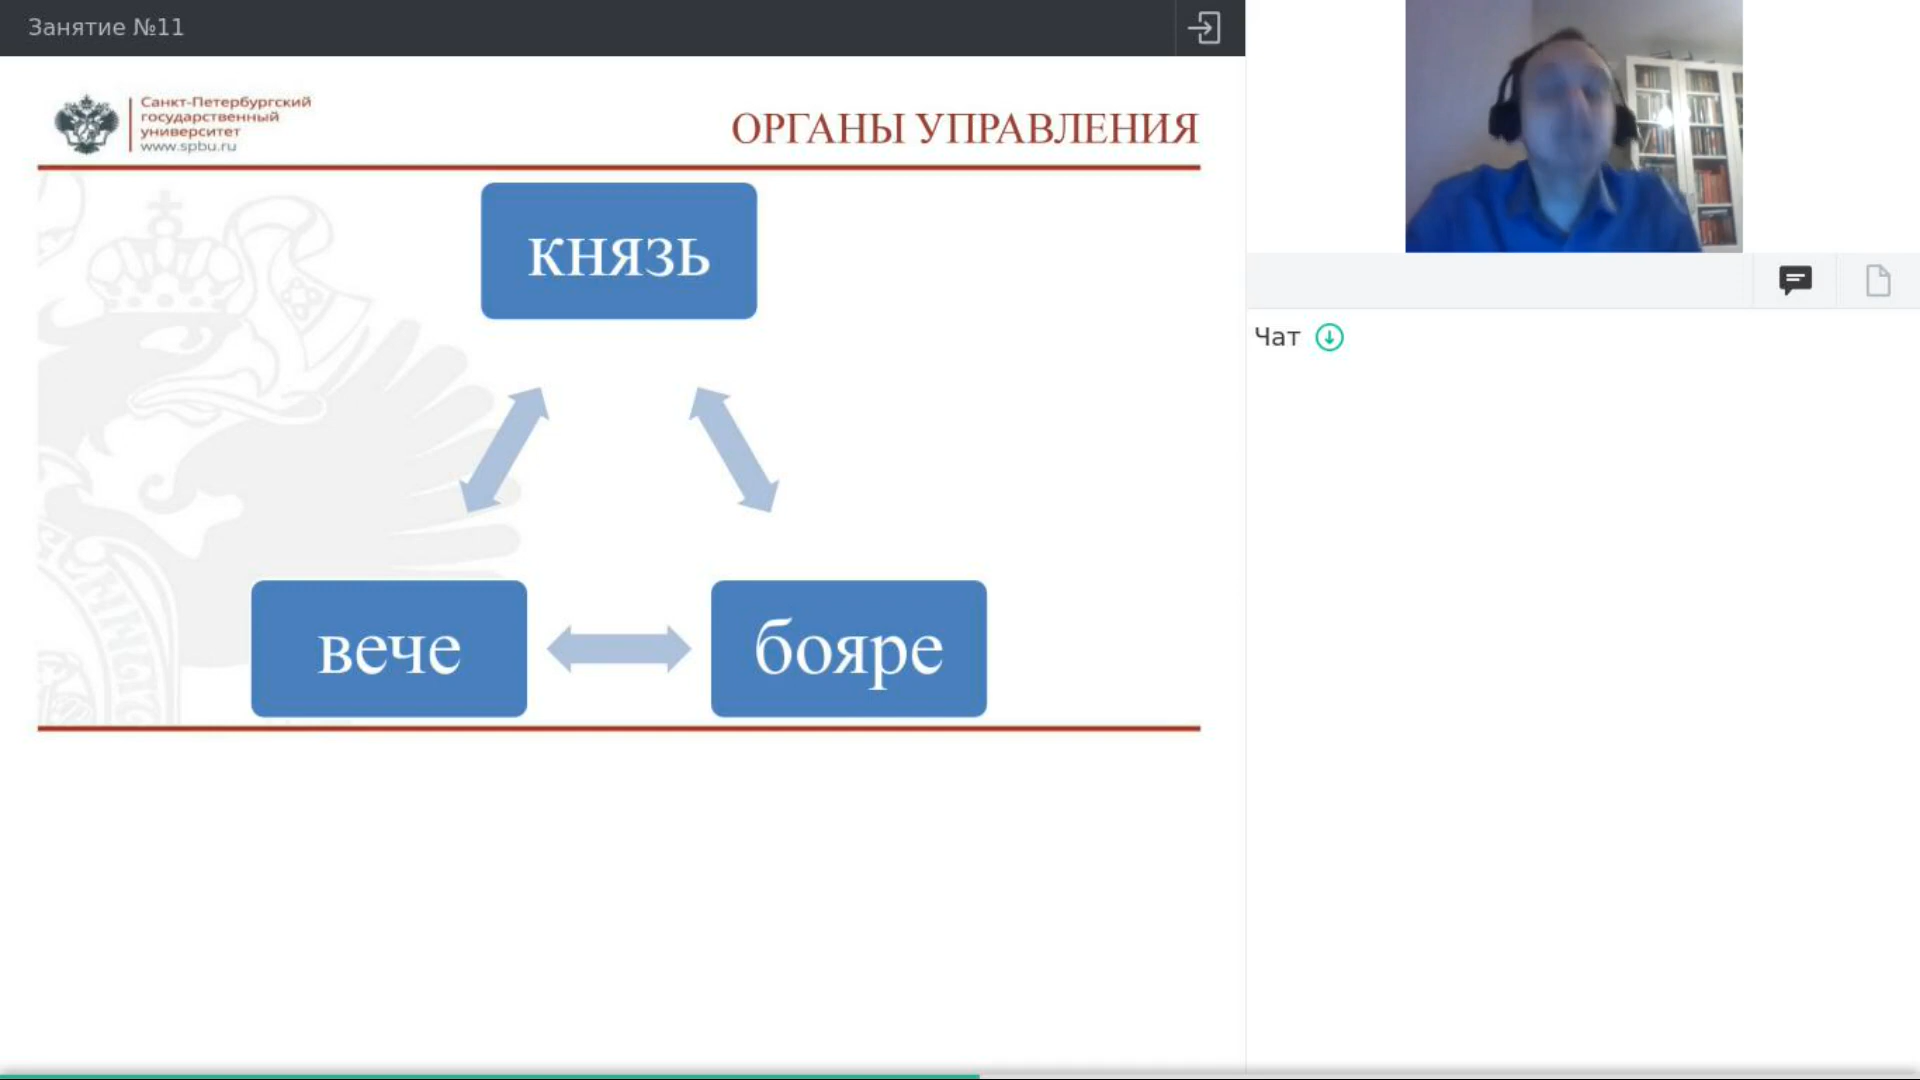 Занятие №11
Санкт-Петербургский
государственный
университет
www.spbu.ru
ОРГАНЫ УПРАВЛЕНИЯ
князь
вече
бояре
Чат